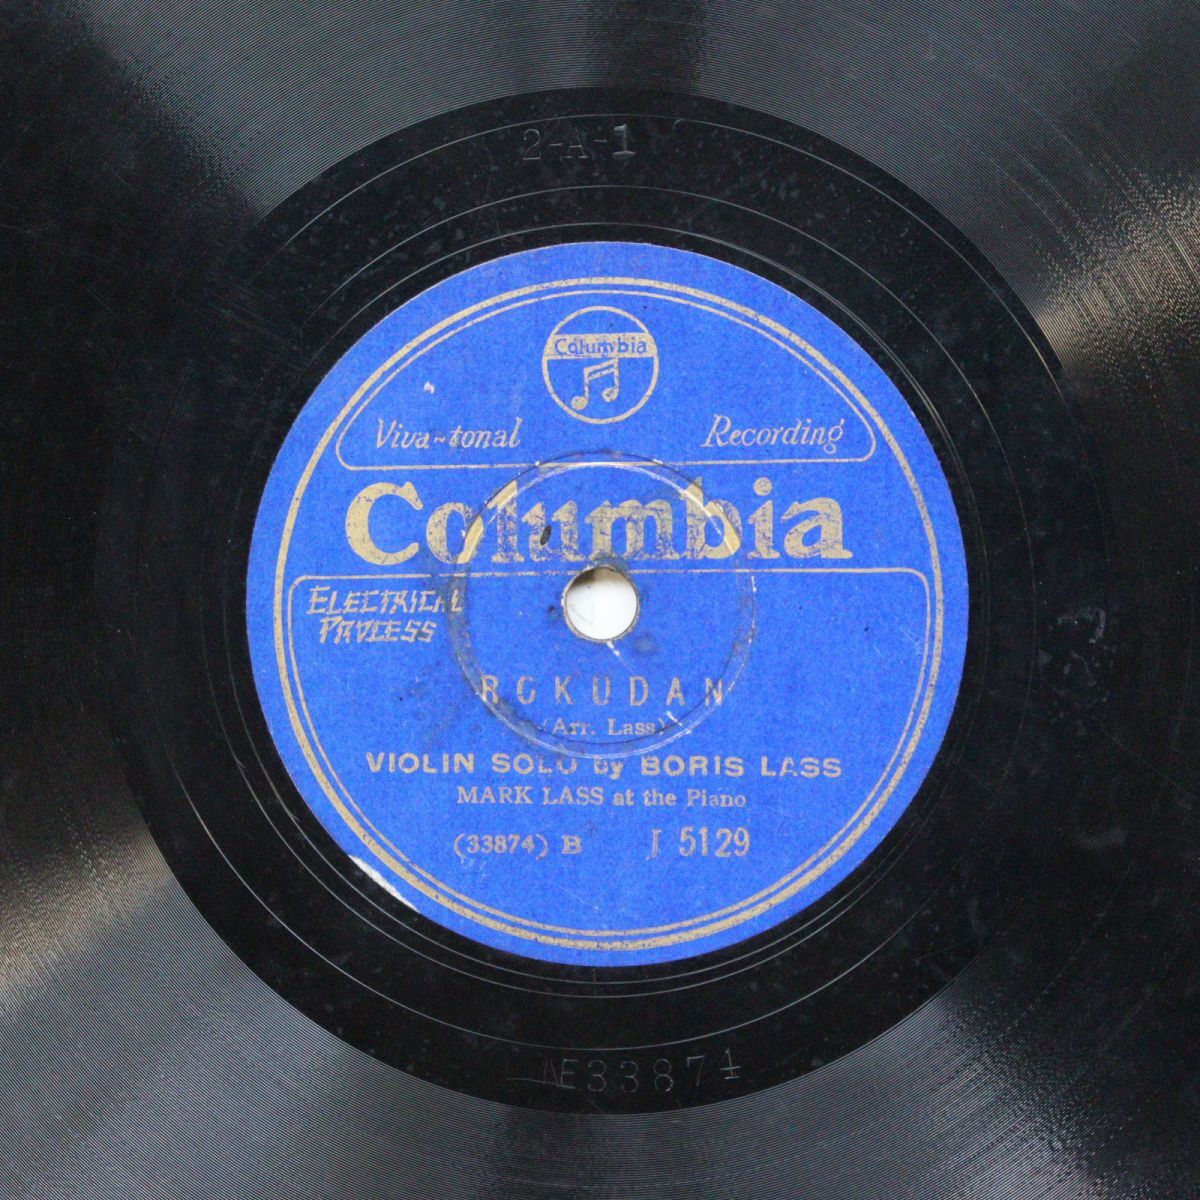 2-A-1
Columbia
Viva-tonal Recording
Columbia
ELECTRICAL
PROCESS
ROKUDAN
(Arr. Lass)
VIOLIN SOLO by BORIS LASS
MARK LASS at the Piano
(33874) B J 5129
NE33874